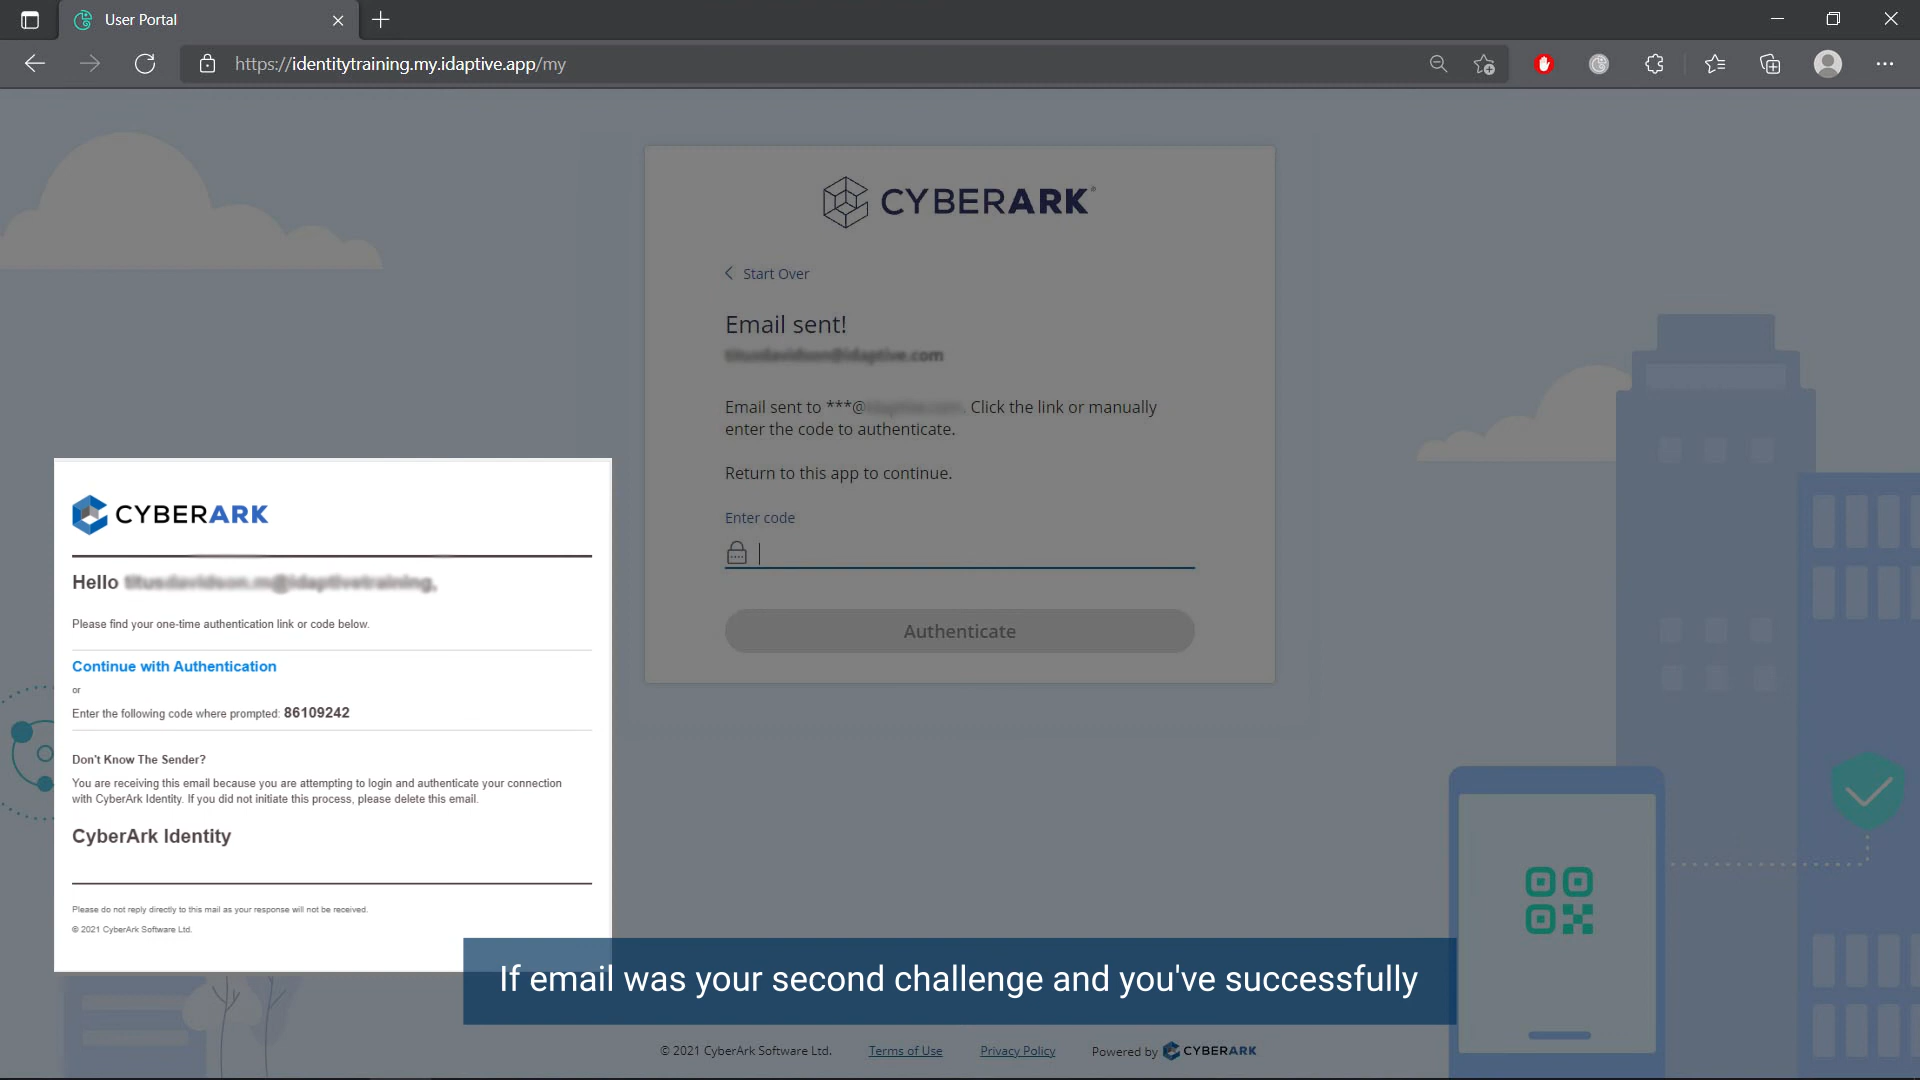 User Portal
https://identitytraining.my.idaptive.app/my
CYBERARK
Start Over
Email sent!
Email sent to ***@ . Click the link or manually
enter the code to authenticate.
Return to this app to continue.
Enter code
Authenticate
CYBERARK
Hello
Please find your one-time authentication link or code below.
Continue with Authentication
or
Enter the following code where prompted: 86109242
Don't Know The Sender?
You are receiving this email because you are attempting to login and authenticate your connection
with CyberArk Identity. If you did not initiate this process, please delete this email.
CyberArk Identity
Please do not reply directly to this mail as your response will not be received.
© 2021 CyberArk Software Ltd.
If email was your second challenge and you've successfully
© 2021 CyberArk Software Ltd. Terms of Use Privacy Policy Powered by CYBERARK